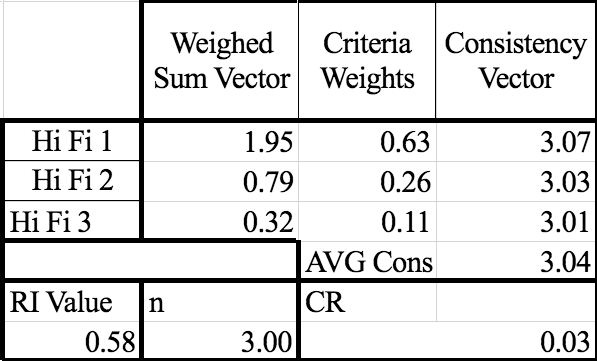 Weighed Sum Vector Criteria Weights Consistency Vector
Hi Fi 1 1.95 0.63 3.07
Hi Fi 2 0.79 0.26 3.03
Hi Fi 3 0.32 0.11 3.01
AVG Cons 3.04
RI Value n CR
0.58 3.00 0.03